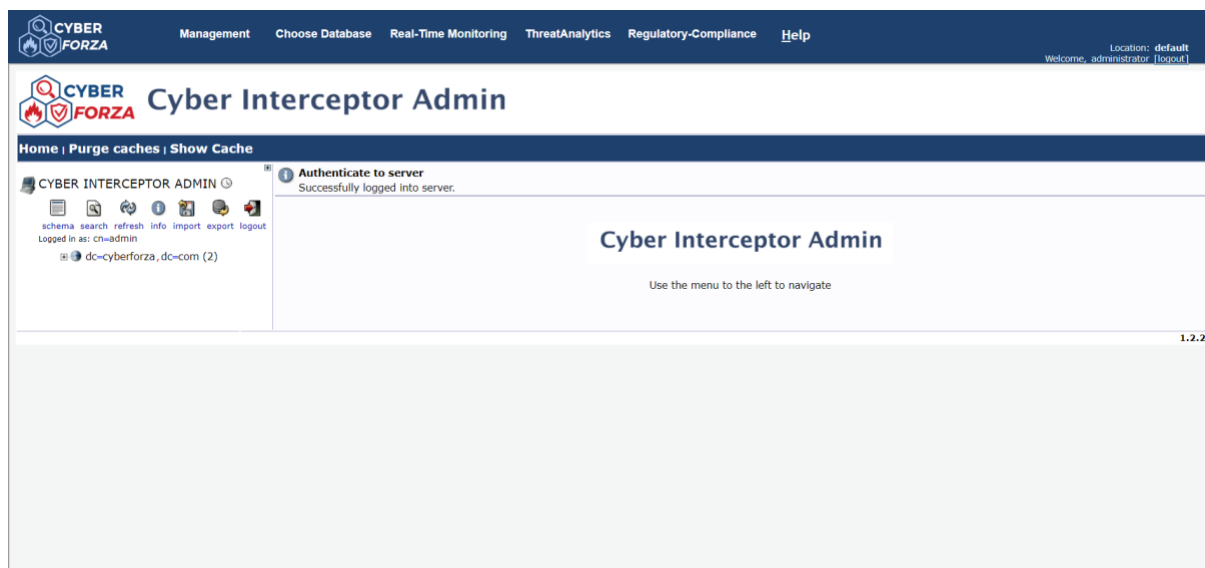 CYBER
FORZA
Management Choose Database Real-Time Monitoring ThreatAnalytics Regulatory-Compliance Help
Location: default
Welcome, administrator [logout]
CYBER
FORZA
Cyber Interceptor Admin
Home | Purge caches | Show Cache
CYBER INTERCEPTOR ADMIN
schema search refresh info import export logout
Logged in as: cn=admin
dc=cyberforza,dc=com (2)
Authenticate to server
Successfully logged into server.
Cyber Interceptor Admin
Use the menu to the left to navigate
1.2.2